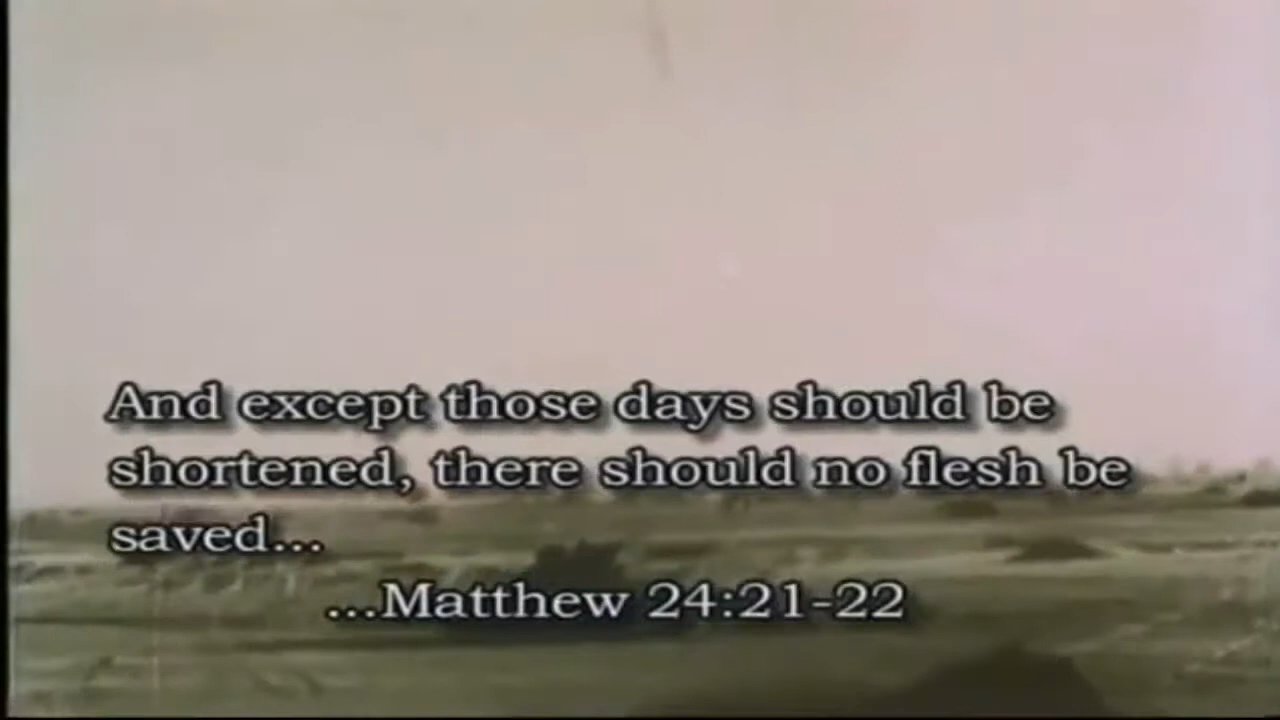 And except those days should be
shortened, there should no flesh be
saved...
...Matthew 24:21-22